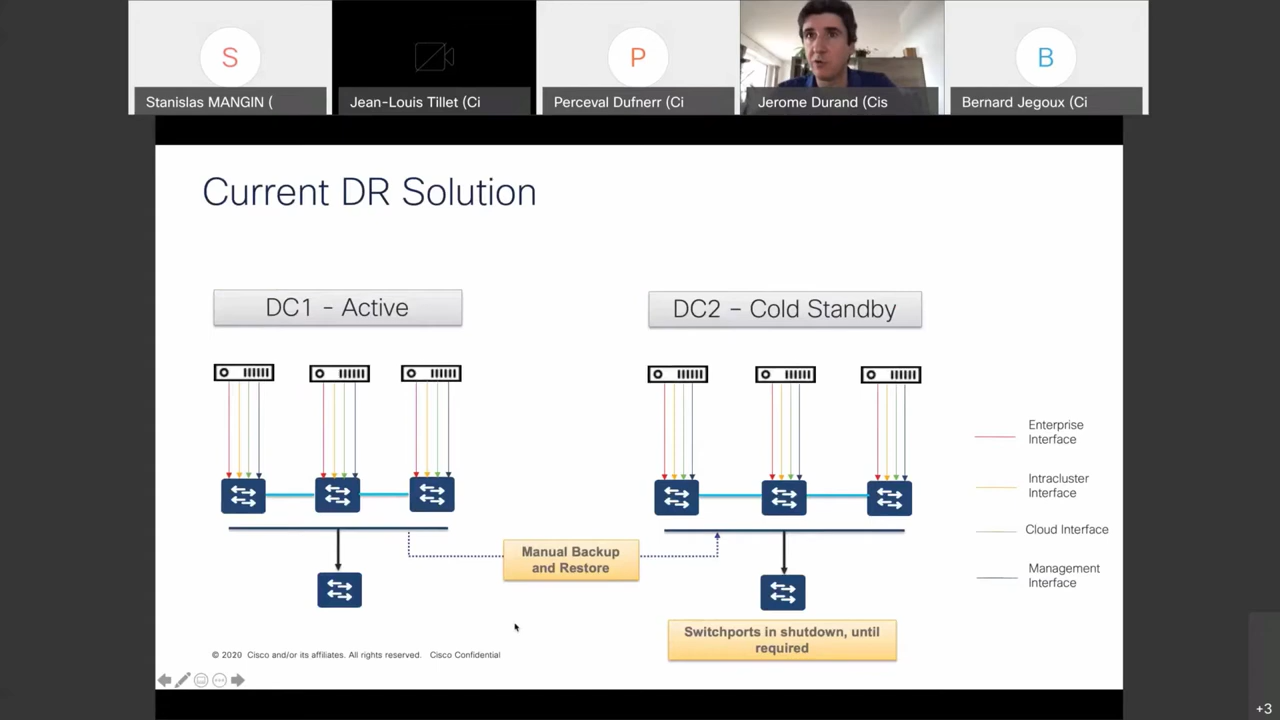 S
P
B
Stanislas MANGIN (
Jean-Louis Tillet (Ci
Perceval Dufnerr (Ci
Jerome Durand (Cis
Bernard Jegoux (Ci
Current DR Solution
DC1 - Active
DC2 – Cold Standby
Enterprise
Interface
Intracluster
Interface
Cloud Interface
Management
Interface
Manual Backup
and Restore
Switchports in shutdown, until
required
© 2020 Cisco and/or its affiliates. All rights reserved. Cisco Confidential
+3